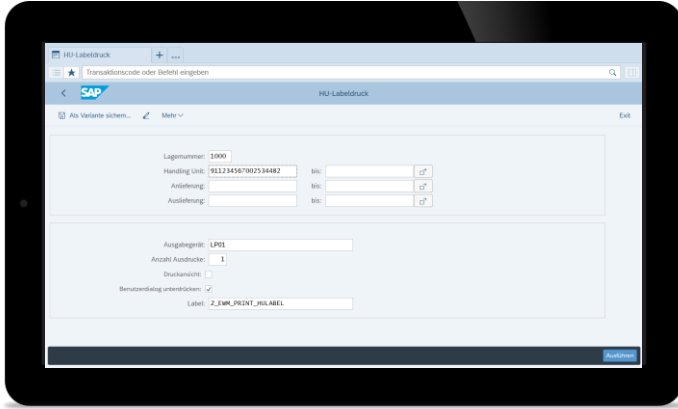 HU-Labeldruck + ...
Transaktionscode oder Befehl eingeben
SAP HU-Labeldruck
Als Variante sichern... Mehr Exit
Lagernummer: 1000
Handling Unit: 911234567002534482 bis:
Anlieferung: bis:
Auslieferung: bis:
Ausgabegerät: LP01
Anzahl Ausdrucke: 1
Druckansicht:
Benutzerdialog unterdrücken:
Label: Z_EWM_PRINT_HULABEL
Ausführen